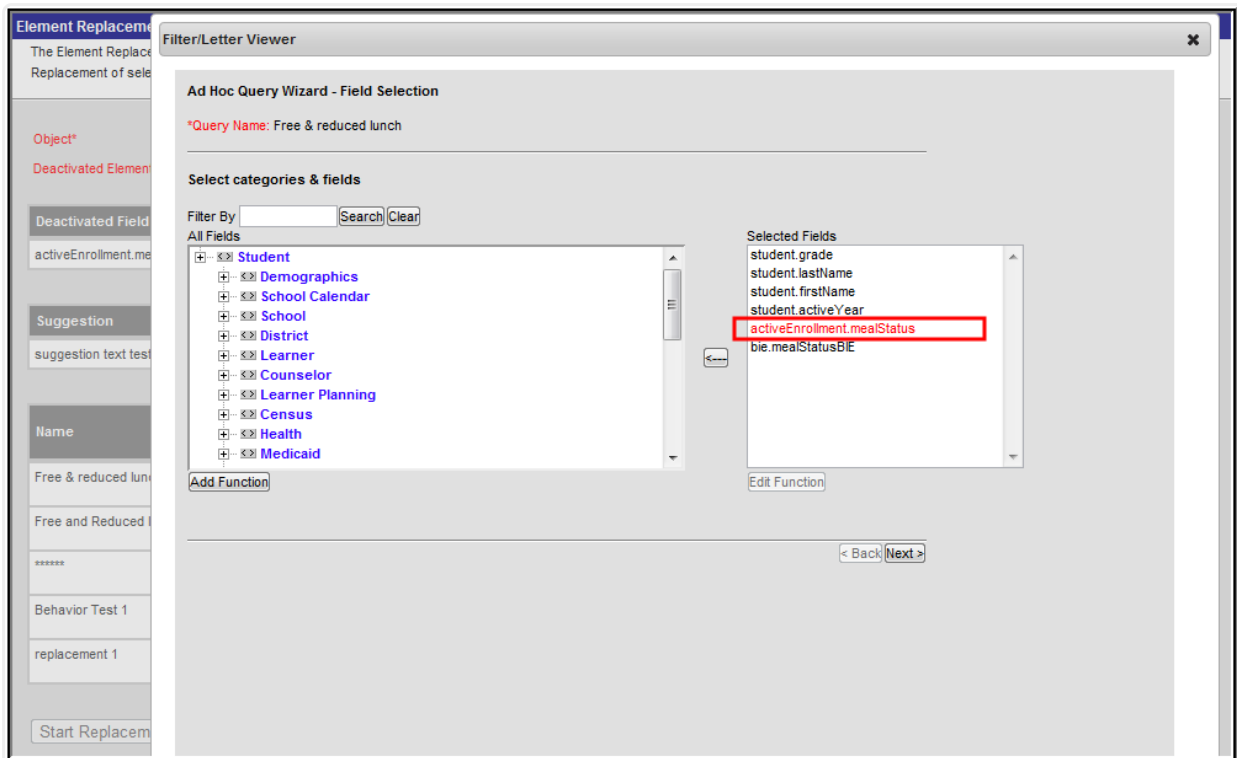 Element Replaceme
The Element Replace
Replacement of sele
Object*
Deactivated Element
Deactivated Field
activeEnrollment.me
Suggestion
suggestion text test
Name
Free & reduced lun
Free and Reduced l
******
Behavior Test 1
replacement 1
Start Replacem
Filter/Letter Viewer
Ad Hoc Query Wizard - Field Selection
*Query Name: Free & reduced lunch
Select categories & fields
Filter By Search Clear
All Fields
Student
Demographics
School Calendar
School
District
Learner
Counselor
Learner Planning
Census
Health
Medicaid
Add Function
<---
Selected Fields
student.grade
student.lastName
student.firstName
student.activeYear
activeEnrollment.mealStatus
bie.mealStatusBIE
Edit Function
< Back Next >